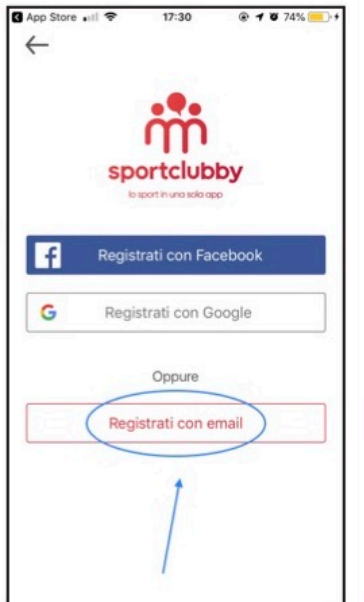 App Store 17:30 74%
sportclubby
lo sport in una sola app
Registrati con Facebook
Registrati con Google
Oppure
Registrati con email